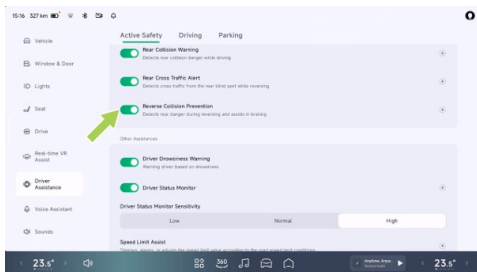 15:16 327 km
Active Safety Driving Parking
Vehicle
Window & Door
Lights
Seat
Drive
Real-time VR
Assist
Driver
Assistance
Voice Assistant
Sounds
Rear Collision Warning
Detects rear collision danger while driving
Rear Cross Traffic Alert
Detects cross traffic from the rear blind spot while reversing
Reverse Collision Prevention
Detects rear danger during reversing and assists in braking
Other Assistances
Driver Drowsiness Warning
Warning driver based on drowsiness
Driver Status Monitor
Driver Status Monitor Sensitivity
Low Normal High
Speed Limit Assist
23.5° 360 23.5°